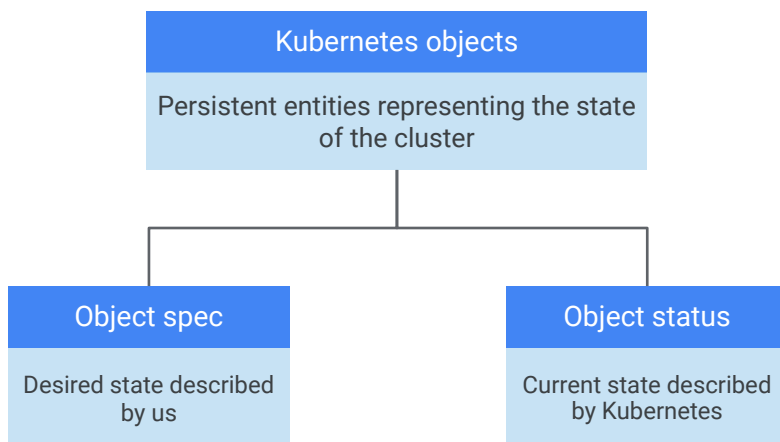 Kubernetes objects
Persistent entities representing the state
of the cluster
Object spec
Desired state described
by us
Object status
Current state described
by Kubernetes